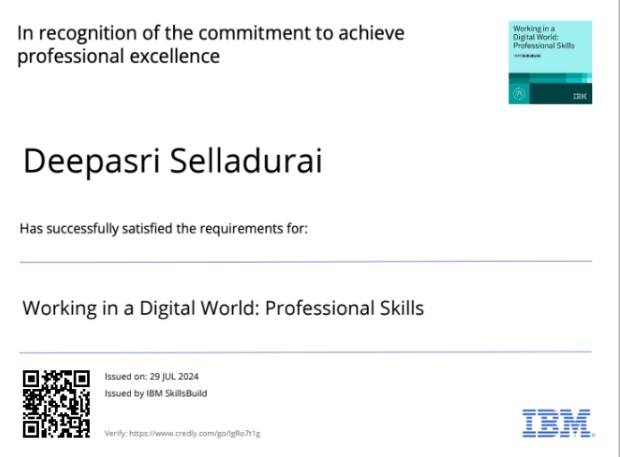 In recognition of the commitment to achieve
professional excellence
Working in a
Digital World:
Professional Skills
IBM SkillsBuild
IBM
Deepasri Selladurai
Has successfully satisfied the requirements for:
Working in a Digital World: Professional Skills
Issued on: 29 JUL 2024
Issued by IBM SkillsBuild
Verify: https://www.credly.com/go/IgRo7t1g
IBM